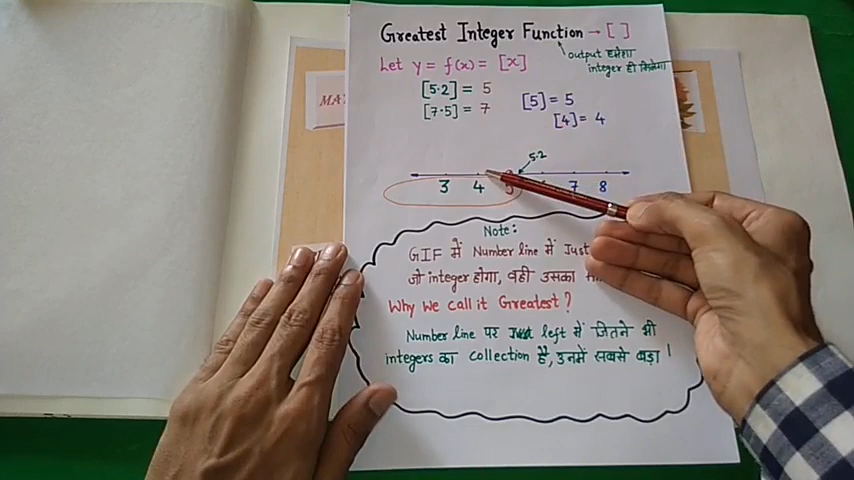 Greatest Integer Function → [ ]
output हमेशा
integer ही मिलेगा
Let y = f(x) = [x]
[5.2] = 5
[7.5] = 7
[5] = 5
[4] = 4
5.2
3 4 5 7 8
Note:
GIF में Number line में Just
जो integer होगा, वही उसका
Why we call it Greatest?
Number line पर Just left में जितने भी
integers का collection है, उनमें सबसे बड़ा!
MA